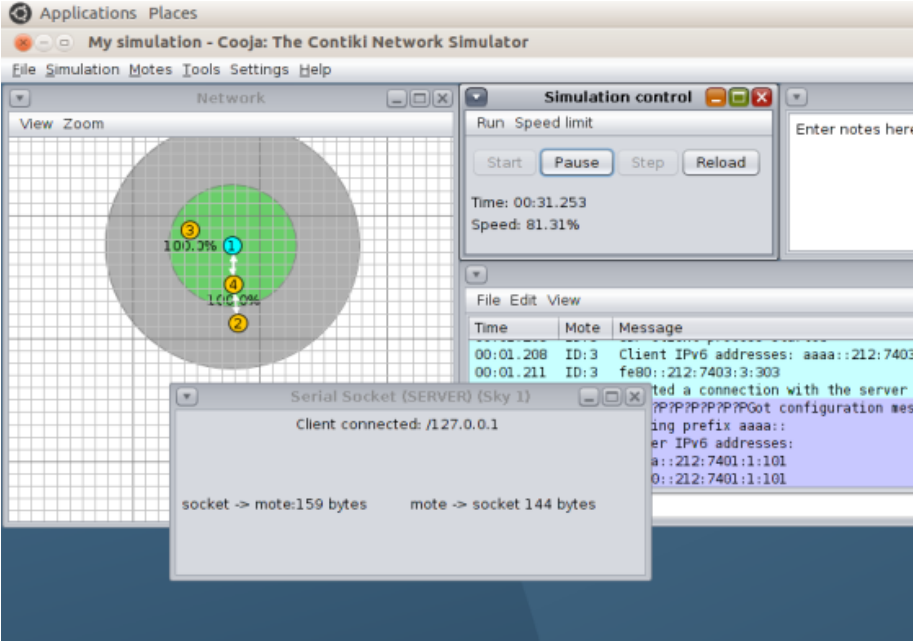 Applications Places
My simulation - Cooja: The Contiki Network Simulator
File Simulation Motes Tools Settings Help
Network
View Zoom
3
100.0%
1
4
100.0%
2
Simulation control
Run Speed limit
Start Pause Step Reload
Time: 00:31.253
Speed: 81.31%
Enter notes here
File Edit View
Time Mote Message
00:01.208 ID:3 Client IPv6 addresses: aaaa::212:7403
00:01.211 ID:3 fe80::212:7403:3:303
ted a connection with the server
?P?P?P?P?P?PGot configuration mes
ing prefix aaaa::
er IPv6 addresses:
a::212:7401:1:101
0::212:7401:1:101
Serial Socket (SERVER) (Sky 1)
Client connected: /127.0.0.1
socket -> mote:159 bytes mote -> socket 144 bytes